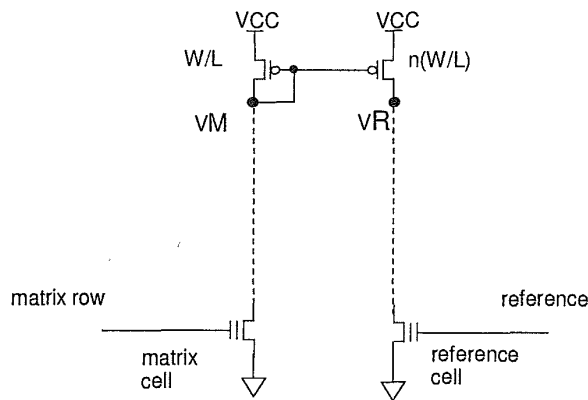 VCC VCC
W/L n(W/L)
VM VR
matrix row reference
matrix cell reference cell